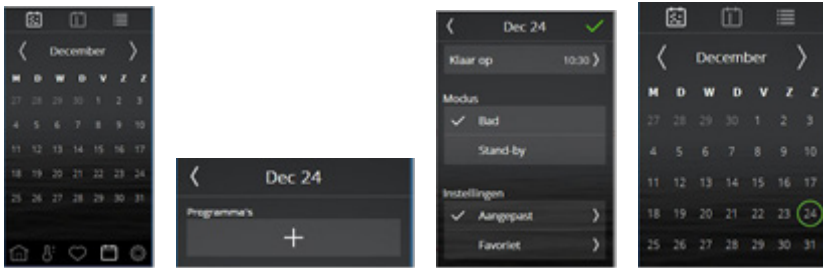 December
M D W D V Z Z
27 28 29 30 1 2 3
4 5 6 7 8 9 10
11 12 13 14 15 16 17
18 19 20 21 22 23 24
25 26 27 28 29 30 31
Dec 24
Programma's
Dec 24
Klaar op 10:30
Modus
Bad
Stand-by
Instellingen
Aangepast
Favoriet
December
M D W D V Z Z
27 28 29 30 1 2 3
4 5 6 7 8 9 10
11 12 13 14 15 16 17
18 19 20 21 22 23 24
25 26 27 28 29 30 31